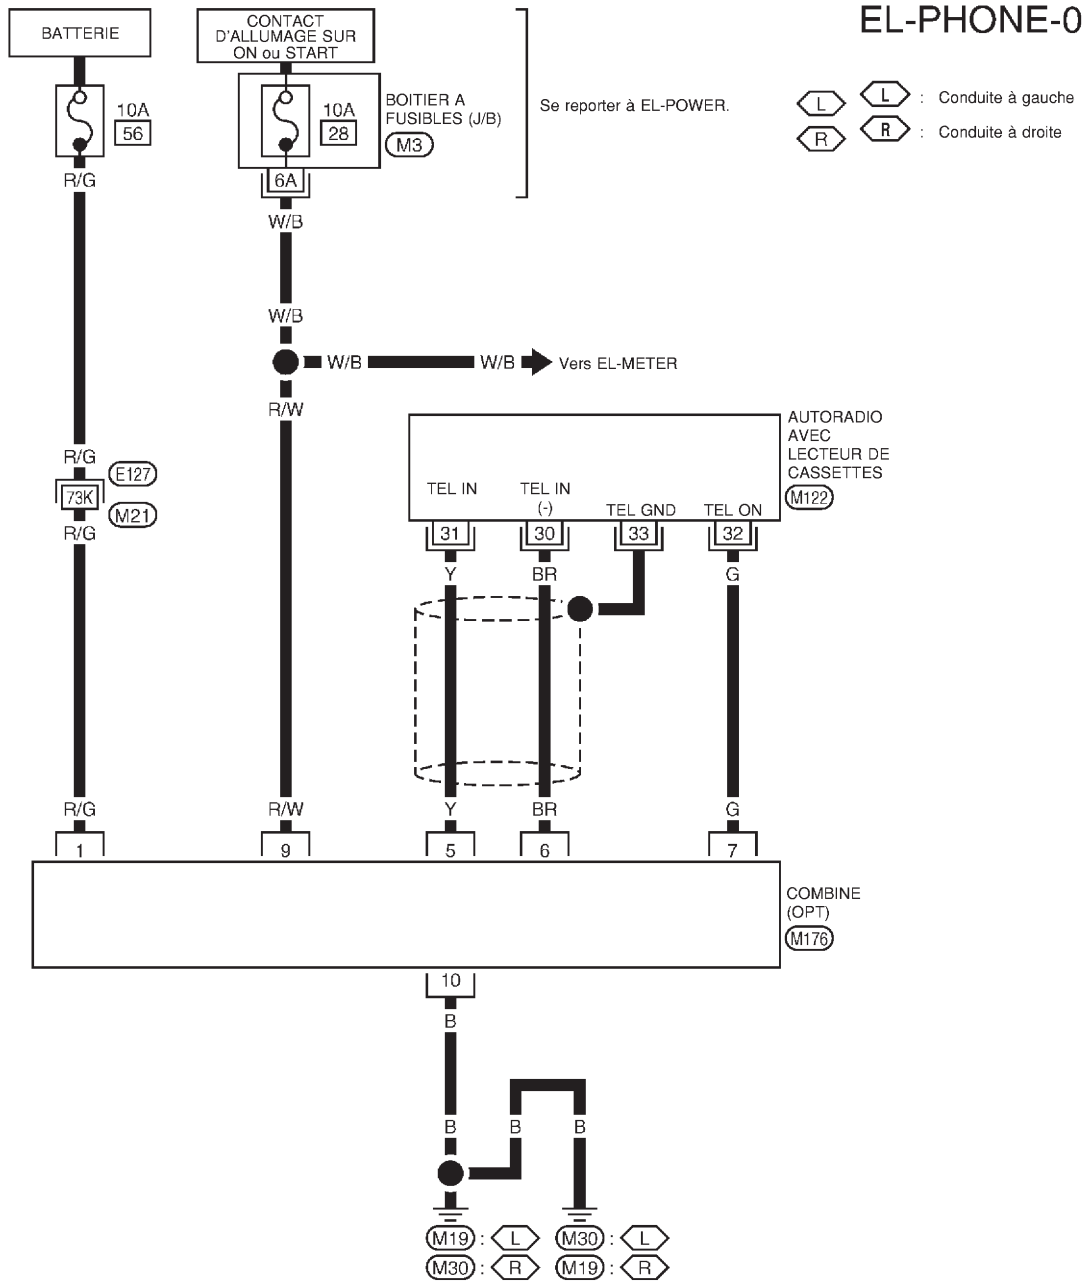 EL-PHONE-0
BATTERIE
CONTACT
D'ALLUMAGE SUR
ON ou START
10A
56
10A
28
BOITIER A
FUSIBLES (J/B)
M3
Se reporter à EL-POWER.
L L : Conduite à gauche
R R : Conduite à droite
R/G
6A
W/B
W/B
W/B W/B Vers EL-METER
R/W
AUTORADIO
AVEC
LECTEUR DE
CASSETTES
M122
R/G
E127
73K
M21
R/G
TEL IN
TEL IN
(-)
TEL GND
TEL ON
31 30 33 32
Y BR G
R/G R/W Y BR G
1 9 5 6 7
COMBINE
(OPT)
M176
10
B
B B B
M19 : L M30 : L
M30 : R M19 : R